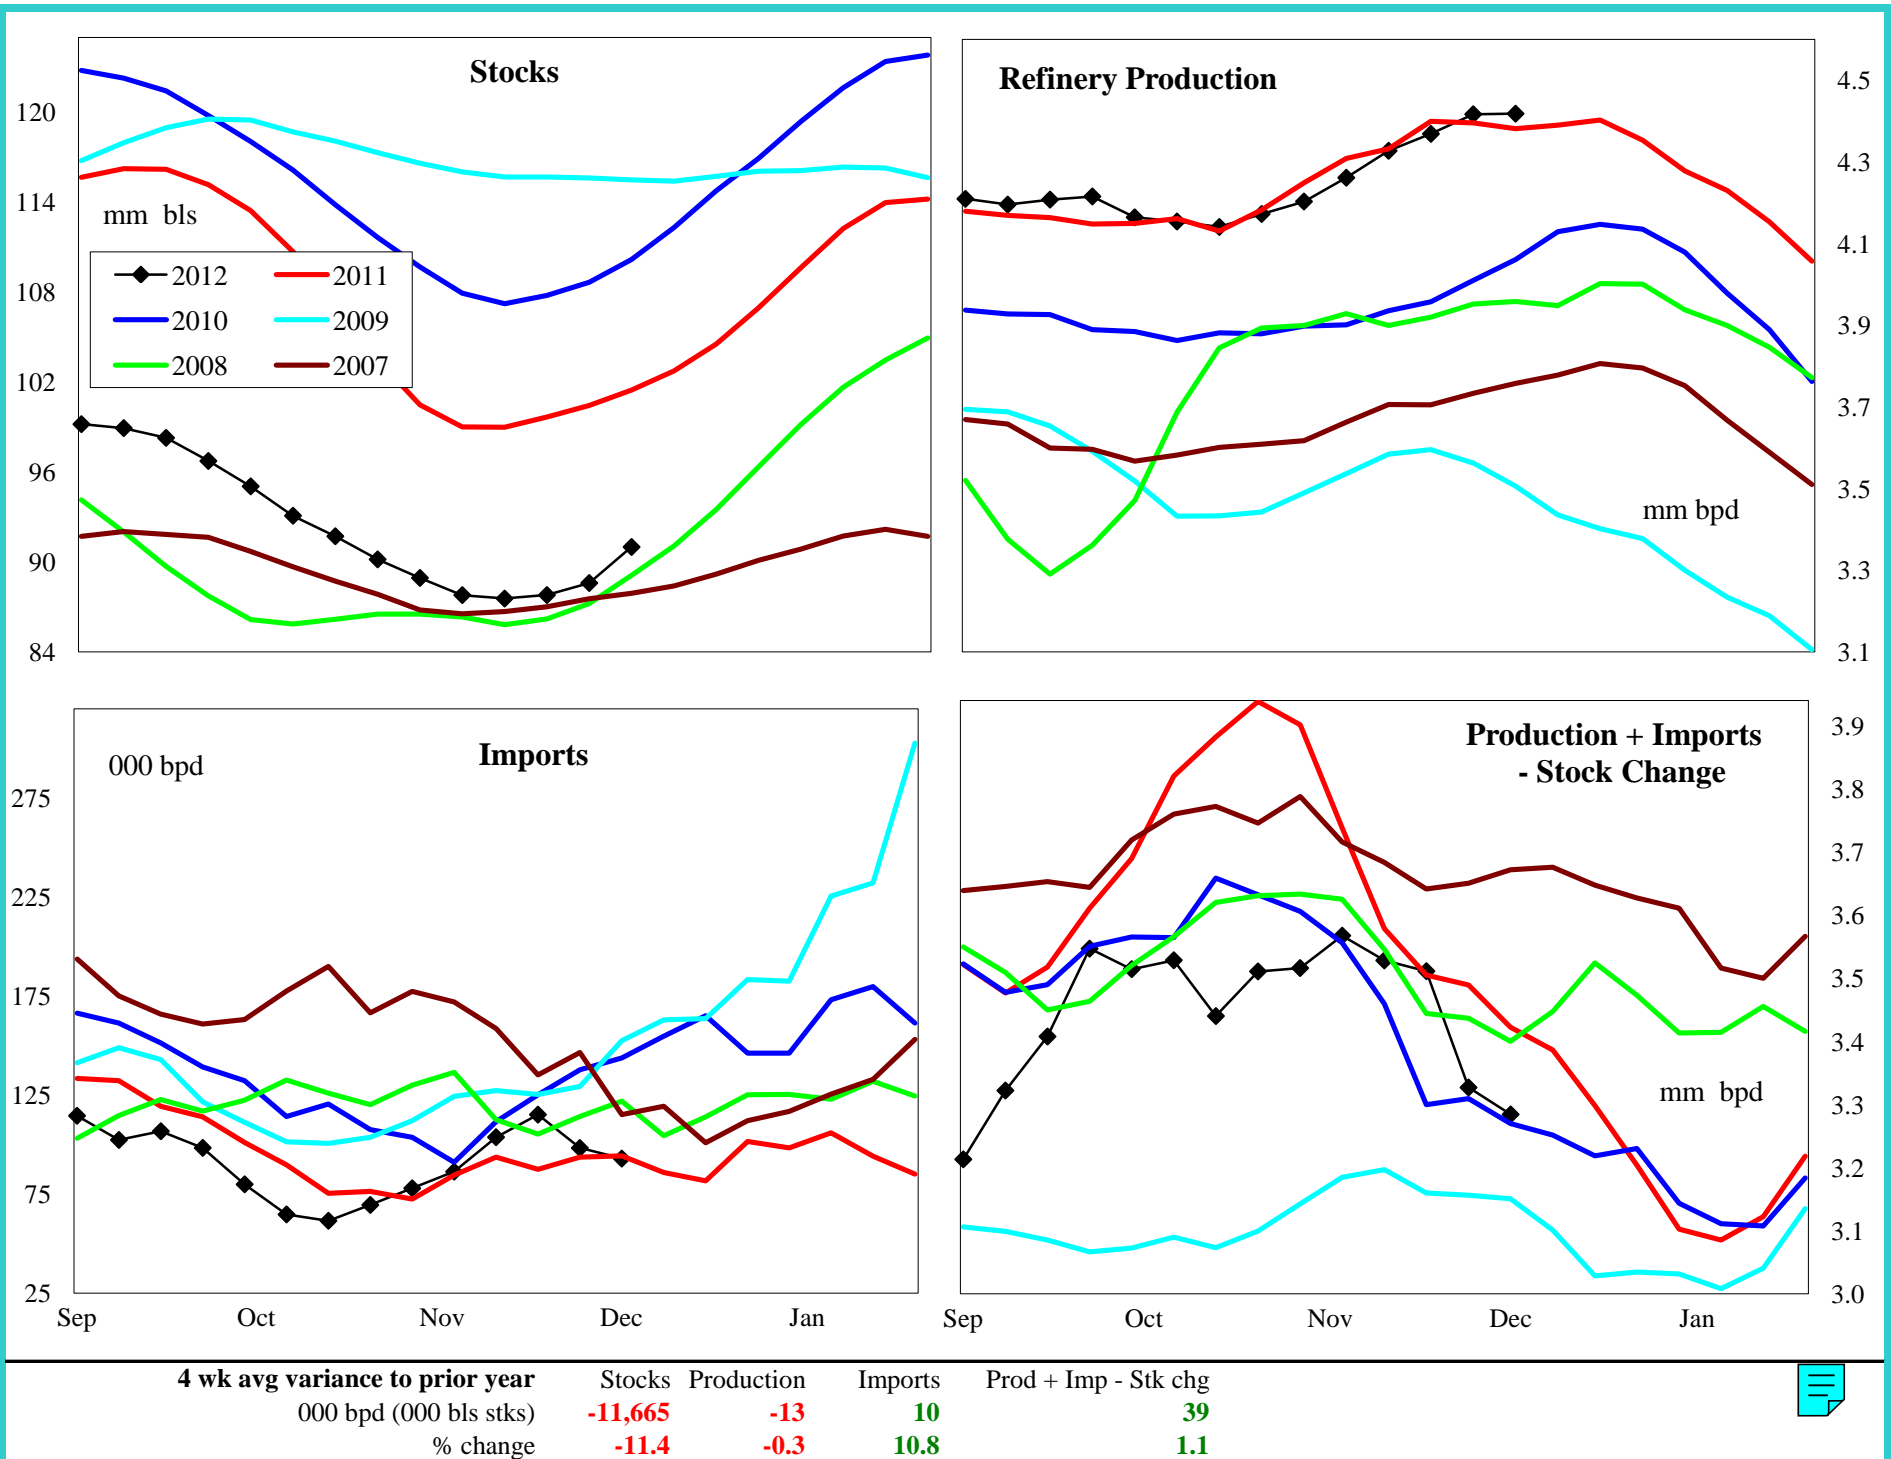 Stocks
120
114
108
102
96
90
84
mm bls
2012 2011
2010 2009
2008 2007
Refinery Production
4.5
4.3
4.1
3.9
3.7
3.5
3.3
3.1
mm bpd
Imports
000 bpd
275
225
175
125
75
25
Sep Oct Nov Dec Jan
Production + Imports
- Stock Change
3.9
3.8
3.7
3.6
3.5
3.4
3.3
3.2
3.1
3.0
mm bpd
Sep Oct Nov Dec Jan
4 wk avg variance to prior year Stocks Production Imports Prod + Imp - Stk chg
000 bpd (000 bls stks) -11,665 -13 10 39
% change -11.4 -0.3 10.8 1.1